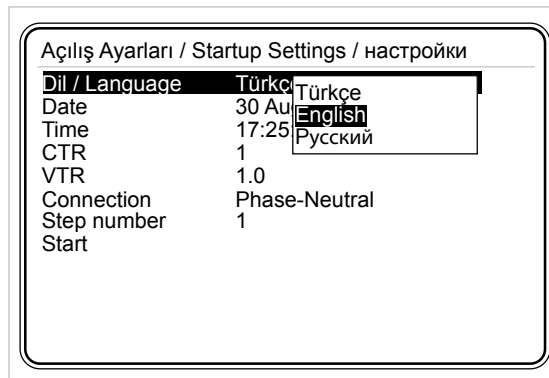 Açılış Ayarları / Startup Settings / настройки
Dil / Language
Türkçe
English
Русский
Date 30
Time 17:25
CTR 1
VTR 1.0
Connection Phase-Neutral
Step number 1
Start